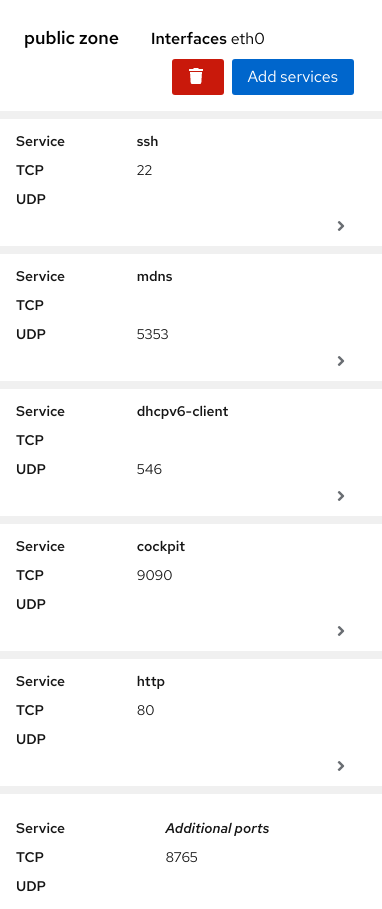 public zone Interfaces eth0
Add services
Service ssh
TCP 22
UDP
Service mdns
TCP
UDP 5353
Service dhcpv6-client
TCP
UDP 546
Service cockpit
TCP 9090
UDP
Service http
TCP 80
UDP
Service Additional ports
TCP 8765
UDP